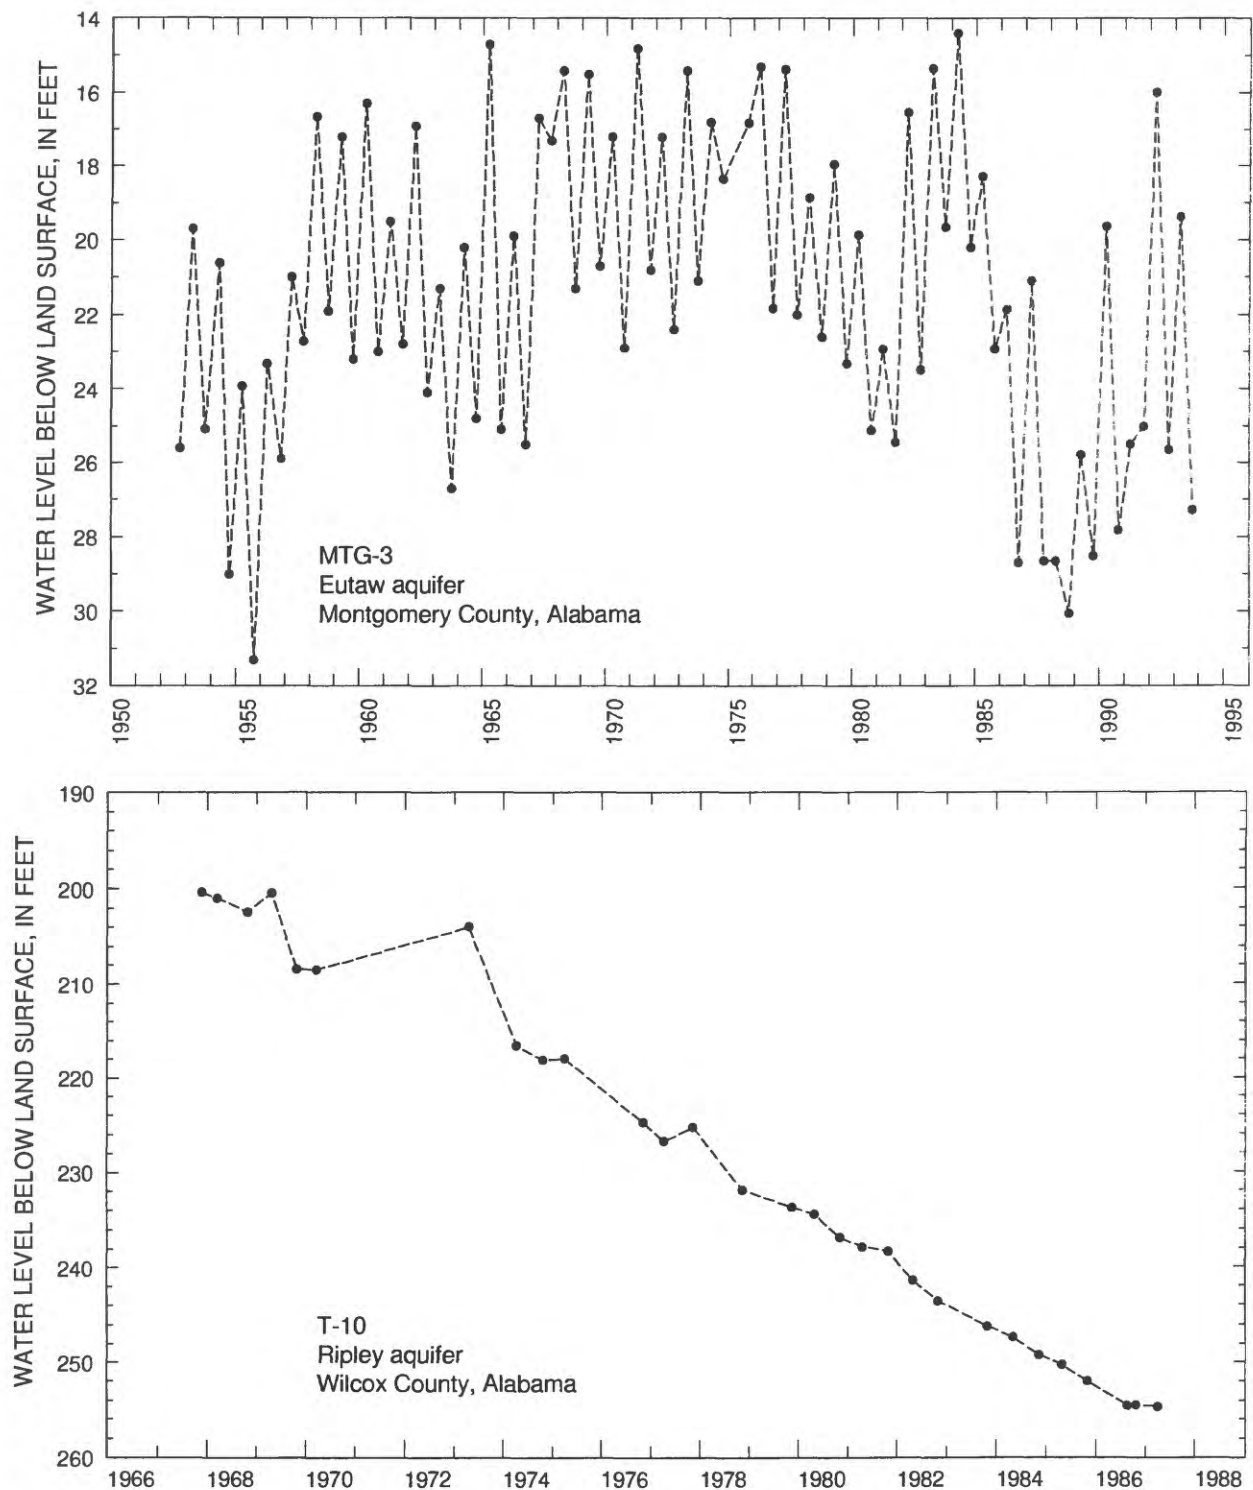 WATER LEVEL BELOW LAND SURFACE, IN FEET
14
16
18
20
22
24
26
28
30
32
MTG-3
Eutaw aquifer
Montgomery County, Alabama
1950 1955 1960 1965 1970 1975 1980 1985 1990 1995
WATER LEVEL BELOW LAND SURFACE, IN FEET
190
200
210
220
230
240
250
260
T-10
Ripley aquifer
Wilcox County, Alabama
1966 1968 1970 1972 1974 1976 1978 1980 1982 1984 1986 1988